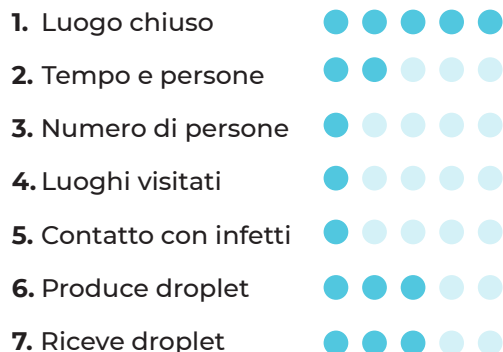 1. Luogo chiuso
2. Tempo e persone
3. Numero di persone
4. Luoghi visitati
5. Contatto con infetti
6. Produce droplet
7. Riceve droplet